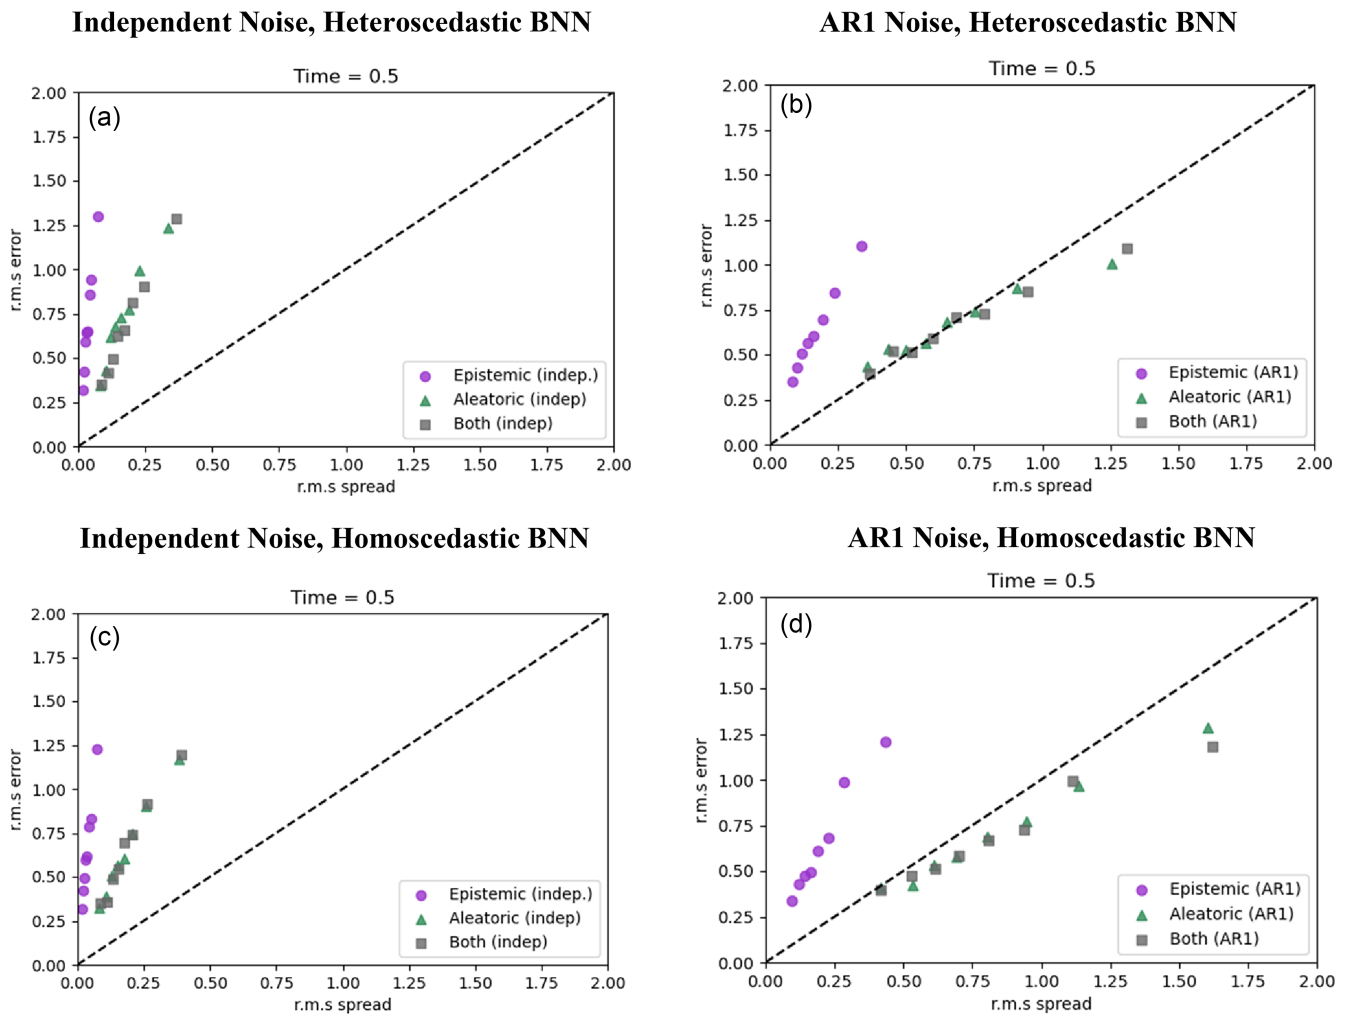 Independent Noise, Heteroscedastic BNN
Time = 0.5
(a)
2.00
1.75
1.50
1.25
1.00
0.75
0.50
0.25
0.00
r.m.s error
0.00 0.25 0.50 0.75 1.00 1.25 1.50 1.75 2.00
r.m.s spread
Epistemic (indep.)
Aleatoric (indep)
Both (indep)
AR1 Noise, Heteroscedastic BNN
Time = 0.5
(b)
2.00
1.75
1.50
1.25
1.00
0.75
0.50
0.25
0.00
r.m.s error
0.00 0.25 0.50 0.75 1.00 1.25 1.50 1.75 2.00
r.m.s spread
Epistemic (AR1)
Aleatoric (AR1)
Both (AR1)
Independent Noise, Homoscedastic BNN
Time = 0.5
(c)
2.00
1.75
1.50
1.25
1.00
0.75
0.50
0.25
0.00
r.m.s error
0.00 0.25 0.50 0.75 1.00 1.25 1.50 1.75 2.00
r.m.s spread
Epistemic (indep.)
Aleatoric (indep)
Both (indep)
AR1 Noise, Homoscedastic BNN
Time = 0.5
(d)
2.00
1.75
1.50
1.25
1.00
0.75
0.50
0.25
0.00
r.m.s error
0.00 0.25 0.50 0.75 1.00 1.25 1.50 1.75 2.00
r.m.s spread
Epistemic (AR1)
Aleatoric (AR1)
Both (AR1)